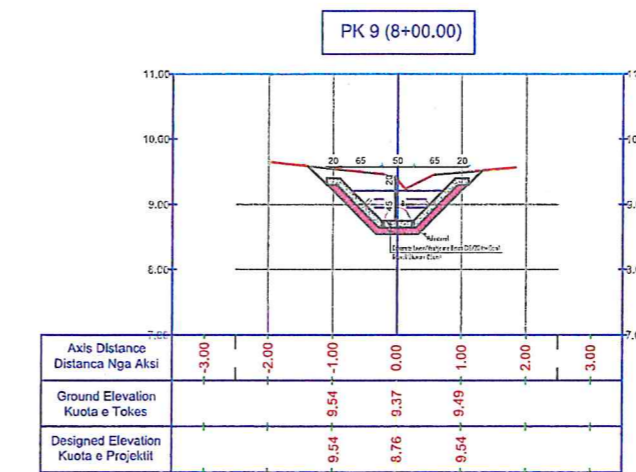 PK 9 (8+00.00)
11.00
10.00
9.00
8.00
7.00
20 65 50 65 20
20
45
Axis Distance
Distanca Nga Aksi
-3.00 -2.00 -1.00 0.00 1.00 2.00 3.00
Ground Elevation
Kuota e Tokes
9.54 9.37 9.49
Designed Elevation
Kuota e Projektit
9.54 8.76 9.54